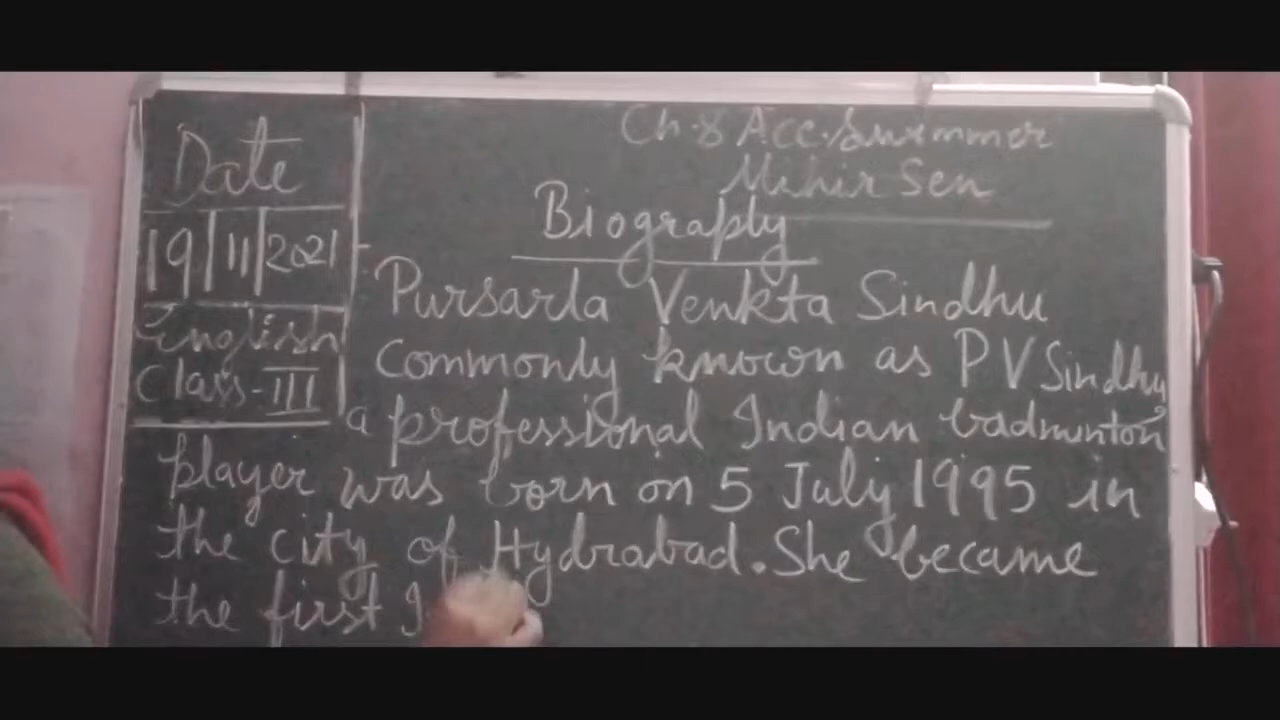 Date
19/11/2021
English
Class-III
Ch.8 Acc. Swimmer
Mihir Sen
Biograply
Pursarla Venkta Sindhu
Commonly known as P V Sindhu
a professional Indian badminton
player was born on 5 July 1995 in
the city of Hydrabad. She became
the first I